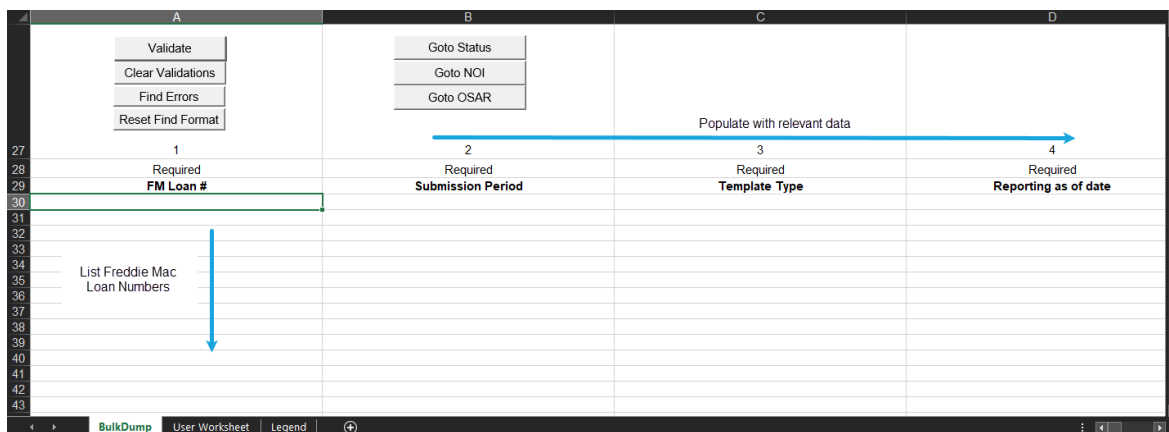 A B C D
Validate Goto Status
Clear Validations Goto NOI
Find Errors Goto OSAR
Reset Find Format
Populate with relevant data
27 1 2 3 4
28 Required Required Required Required
29 FM Loan # Submission Period Template Type Reporting as of date
30
31
32
33
34
List Freddie Mac
35
Loan Numbers
36
37
38
39
40
41
42
43
BulkDump User Worksheet Legend